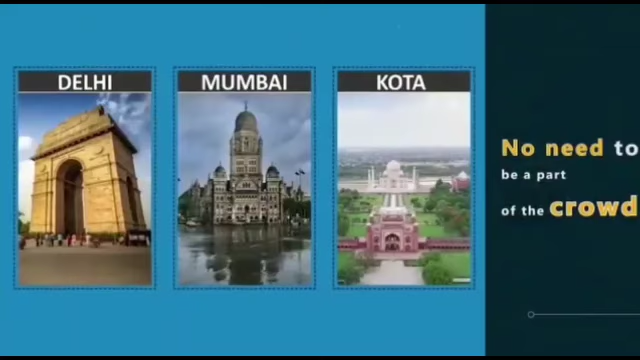 DELHI
MUMBAI
KOTA
No need to
be a part
of the crowd